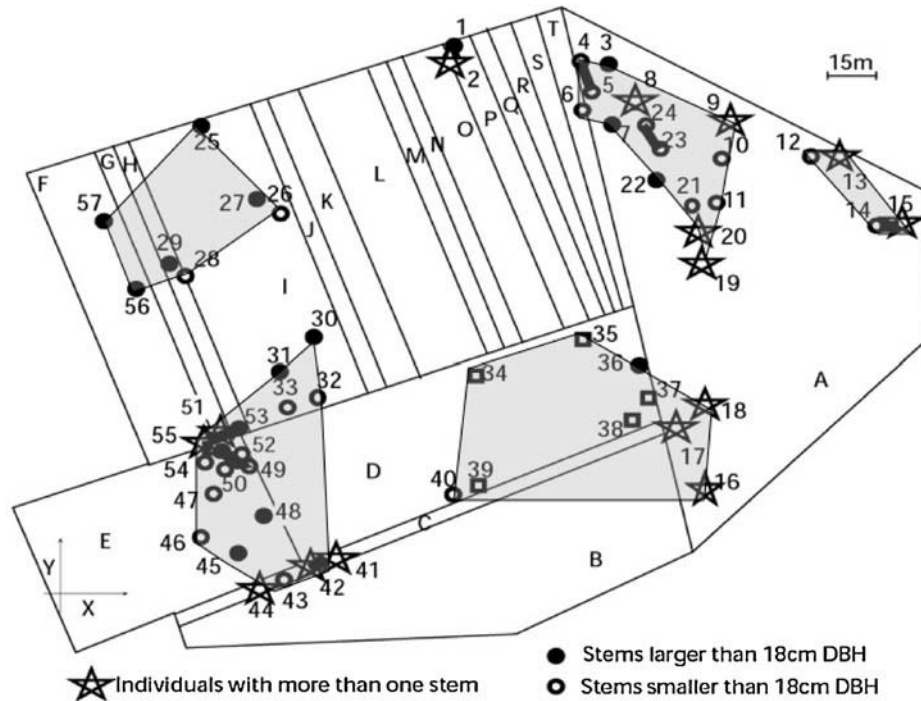 1
2
T
4
3
S
8
15m
5
9
R
6
24
Q
P
O
N
M
L
K
J
7
23
10
12
13
25
F
G
H
22
21
11
27
26
57
14
15
20
29
28
19
56
I
30
35
31
36
33
32
34
37
A
51
53
18
55
38
52
17
54
49
D
50
40
39
16
47
48
C
E
46
45
B
Y
41
42
X
43
44
Stems larger than 18cm DBH
Individuals with more than one stem
Stems smaller than 18cm DBH